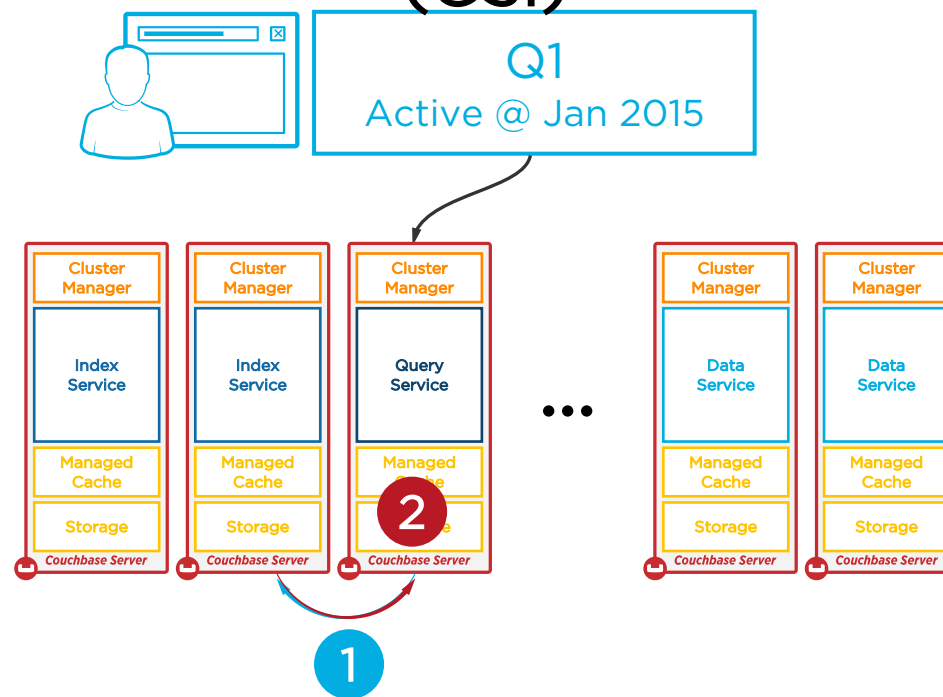 (GSI)
Q1
Active @ Jan 2015
Cluster
Manager
Index
Service
Managed
Cache
Storage
Couchbase Server
Cluster
Manager
Index
Service
Managed
Cache
Storage
Couchbase Server
Cluster
Manager
Query
Service
Managed
2
Couchbase Server
...
Cluster
Manager
Data
Service
Managed
Cache
Storage
Couchbase Server
Cluster
Manager
Data
Service
Managed
Cache
Storage
Couchbase Server
1